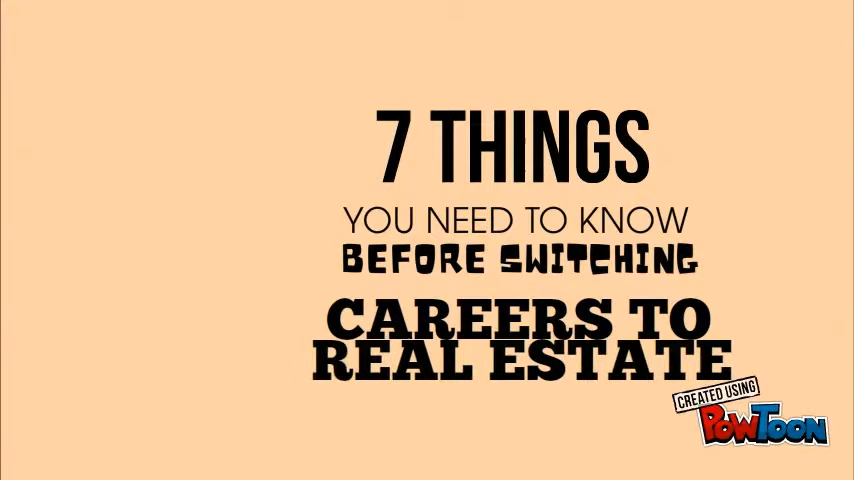 7 THINGS
YOU NEED TO KNOW
BEFORE SWITCHING
CAREERS TO
REAL ESTATE
CREATED USING
POWTOON